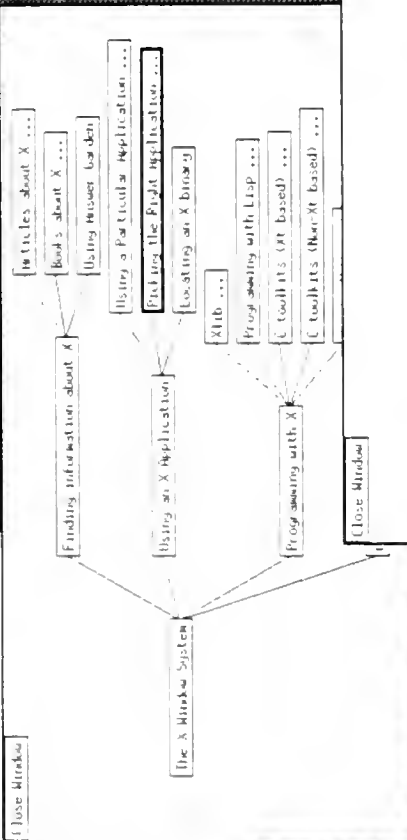 Close Window
The X Window System
Finding information about X
Articles about X ...
Books about X ...
Using Answer Garden
Using an X Application
Using a Particular Application ...
Picking the Right Application ...
Locating an X binary
Programming with X
Xlib ...
Programming with Lisp ...
C toolkits (Xt based) ...
C toolkits (Non-Xt based) ...
Close Window